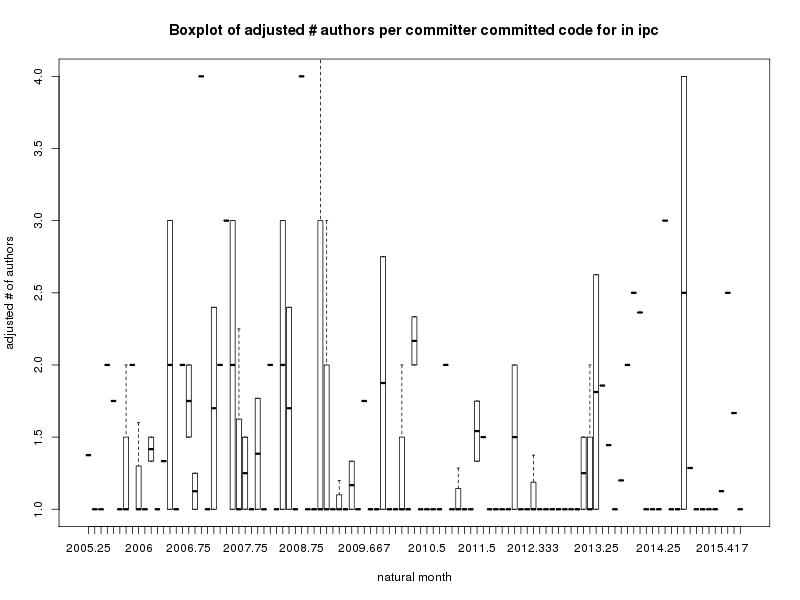 Boxplot of adjusted # authors per committer committed code for in ipc
adjusted # of authors
4.0
3.5
3.0
2.5
2.0
1.5
1.0
2005.25 2006 2006.75 2007.75 2008.75 2009.667 2010.5 2011.5 2012.333 2013.25 2014.25 2015.417
natural month